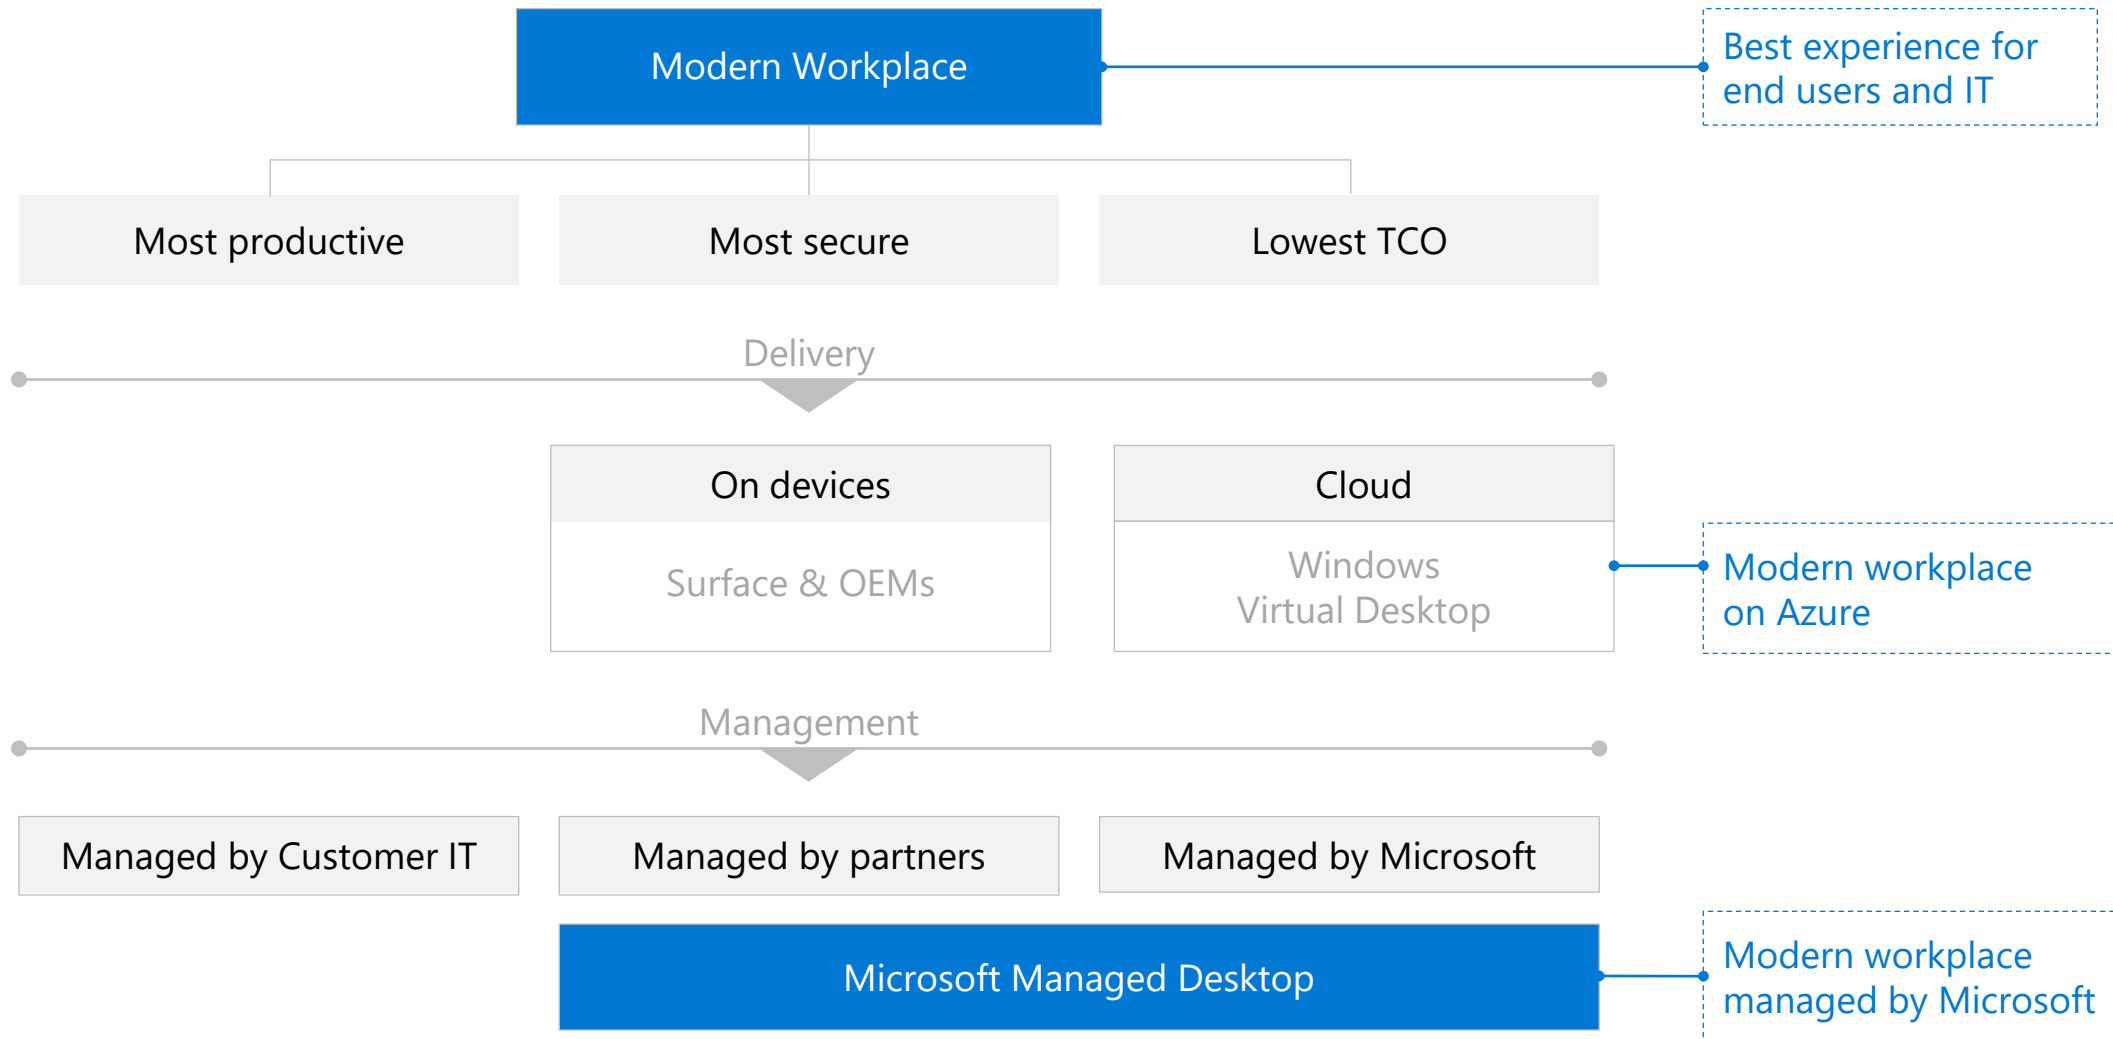 Modern Workplace
Best experience for
end users and IT
Most productive
Most secure
Lowest TCO
Delivery
On devices
Surface & OEMs
Cloud
Windows
Virtual Desktop
Modern workplace
on Azure
Management
Managed by Customer IT
Managed by partners
Managed by Microsoft
Microsoft Managed Desktop
Modern workplace
managed by Microsoft